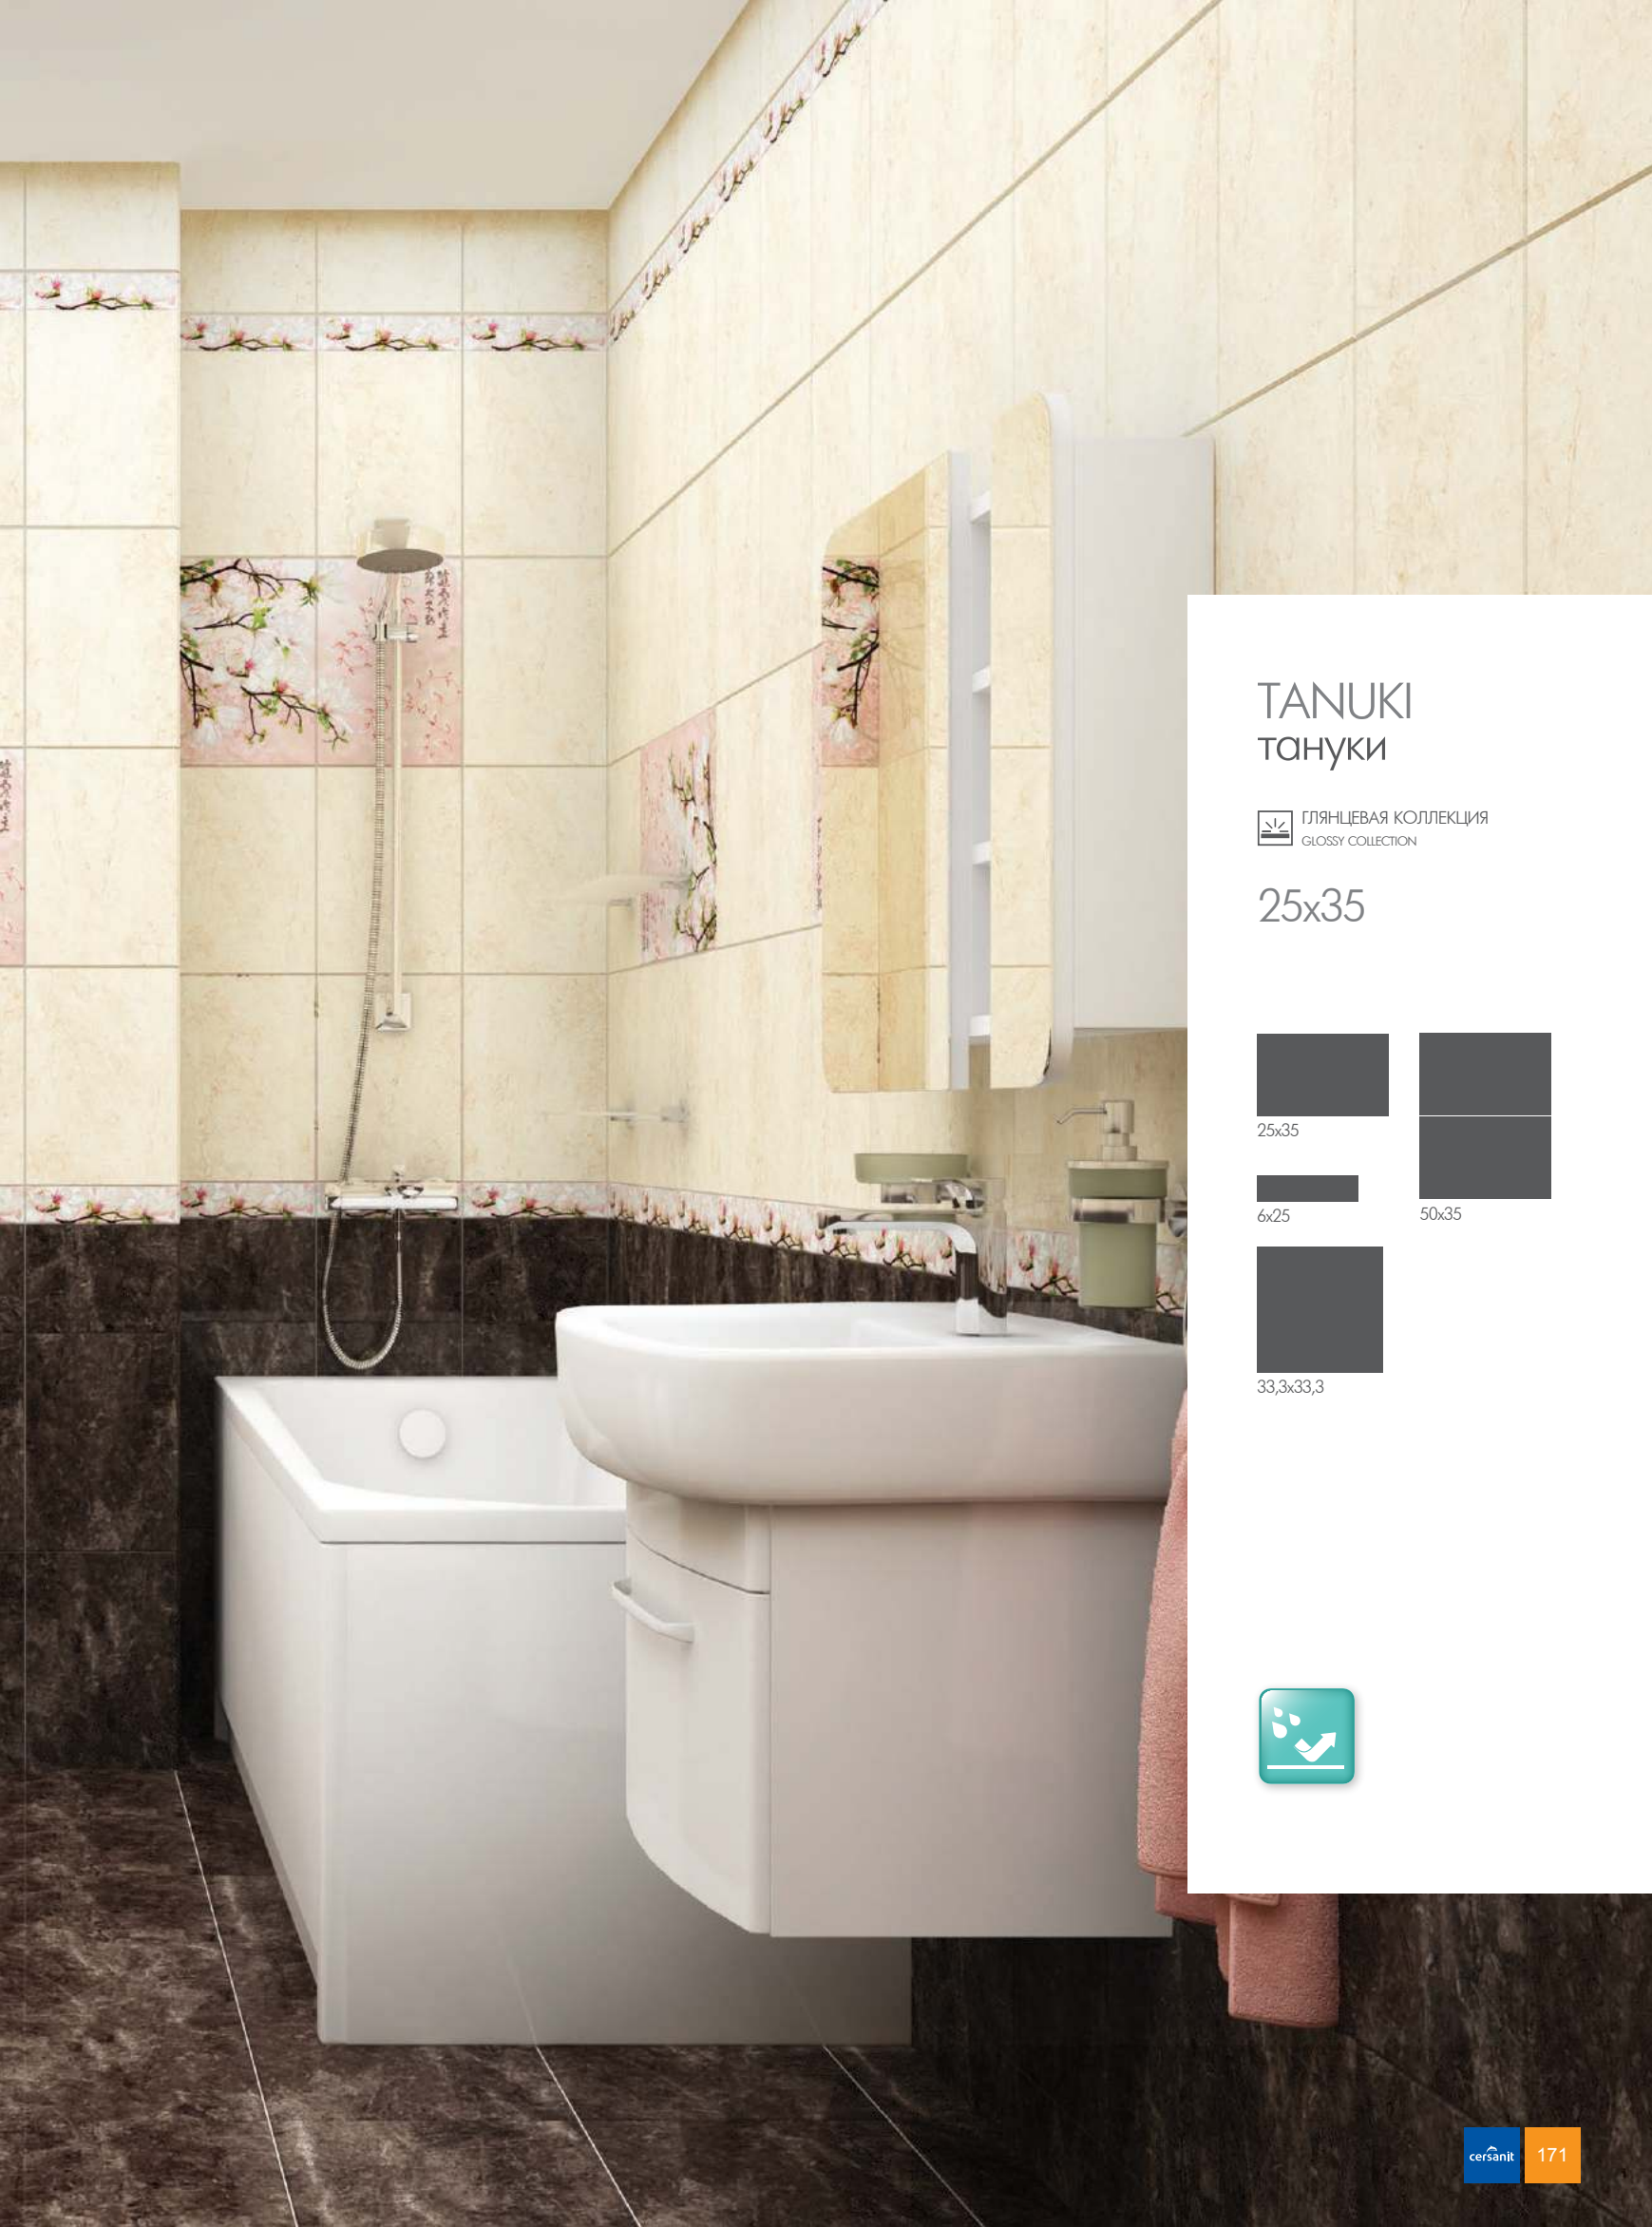 TANUKI
тануки
ГЛЯНЦЕВАЯ КОЛЛЕКЦИЯ
GLOSSY COLLECTION
25x35
25x35
6x25
50x35
33,3x33,3
cersanit
171